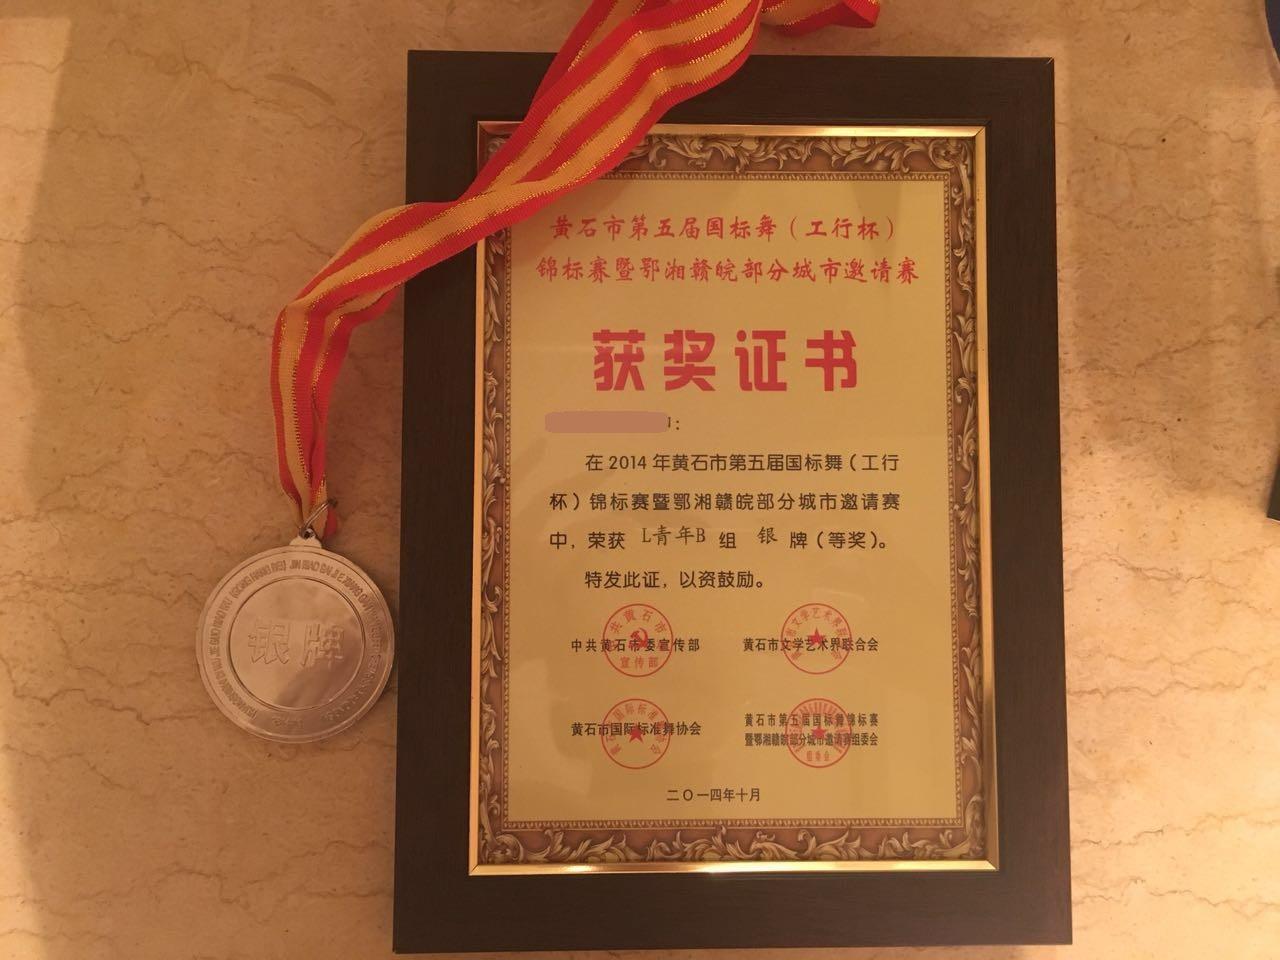 黄石市第五届国标舞（工行杯）
锦标赛暨鄂湘赣皖部分城市邀请赛
获奖证书
：
在2014年黄石市第五届国标舞（工行
杯）锦标赛暨鄂湘赣皖部分城市邀请赛
中，荣获 L青年B 组 银 牌（等奖）。
特发此证，以资鼓励。
中共黄石市委宣传部
黄石市文学艺术界联合会
黄石市国际标准舞协会
黄石市第五届国标舞锦标赛
暨鄂湘赣皖部分城市邀请赛组委会
二〇一四年十月
银牌